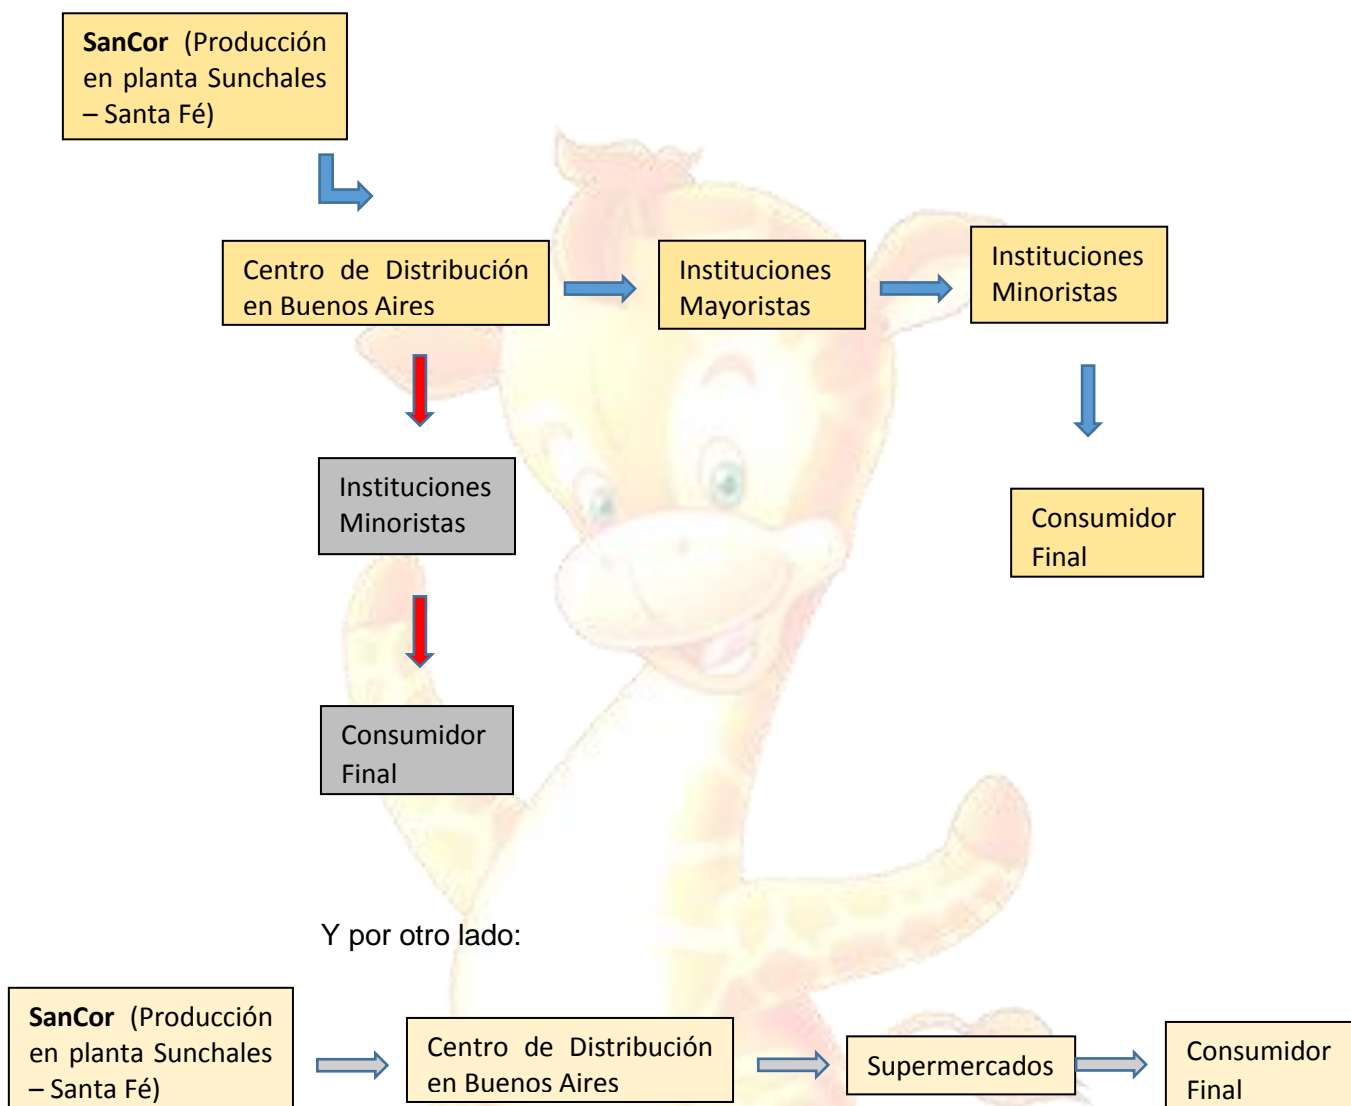 SanCor (Producción
en planta Sunchales
– Santa Fé)
Centro de Distribución
en Buenos Aires
Instituciones
Mayoristas
Instituciones
Minoristas
Instituciones
Minoristas
Consumidor
Final
Consumidor
Final
Y por otro lado:
SanCor (Producción
en planta Sunchales
– Santa Fé)
Centro de Distribución
en Buenos Aires
Supermercados
Consumidor
Final